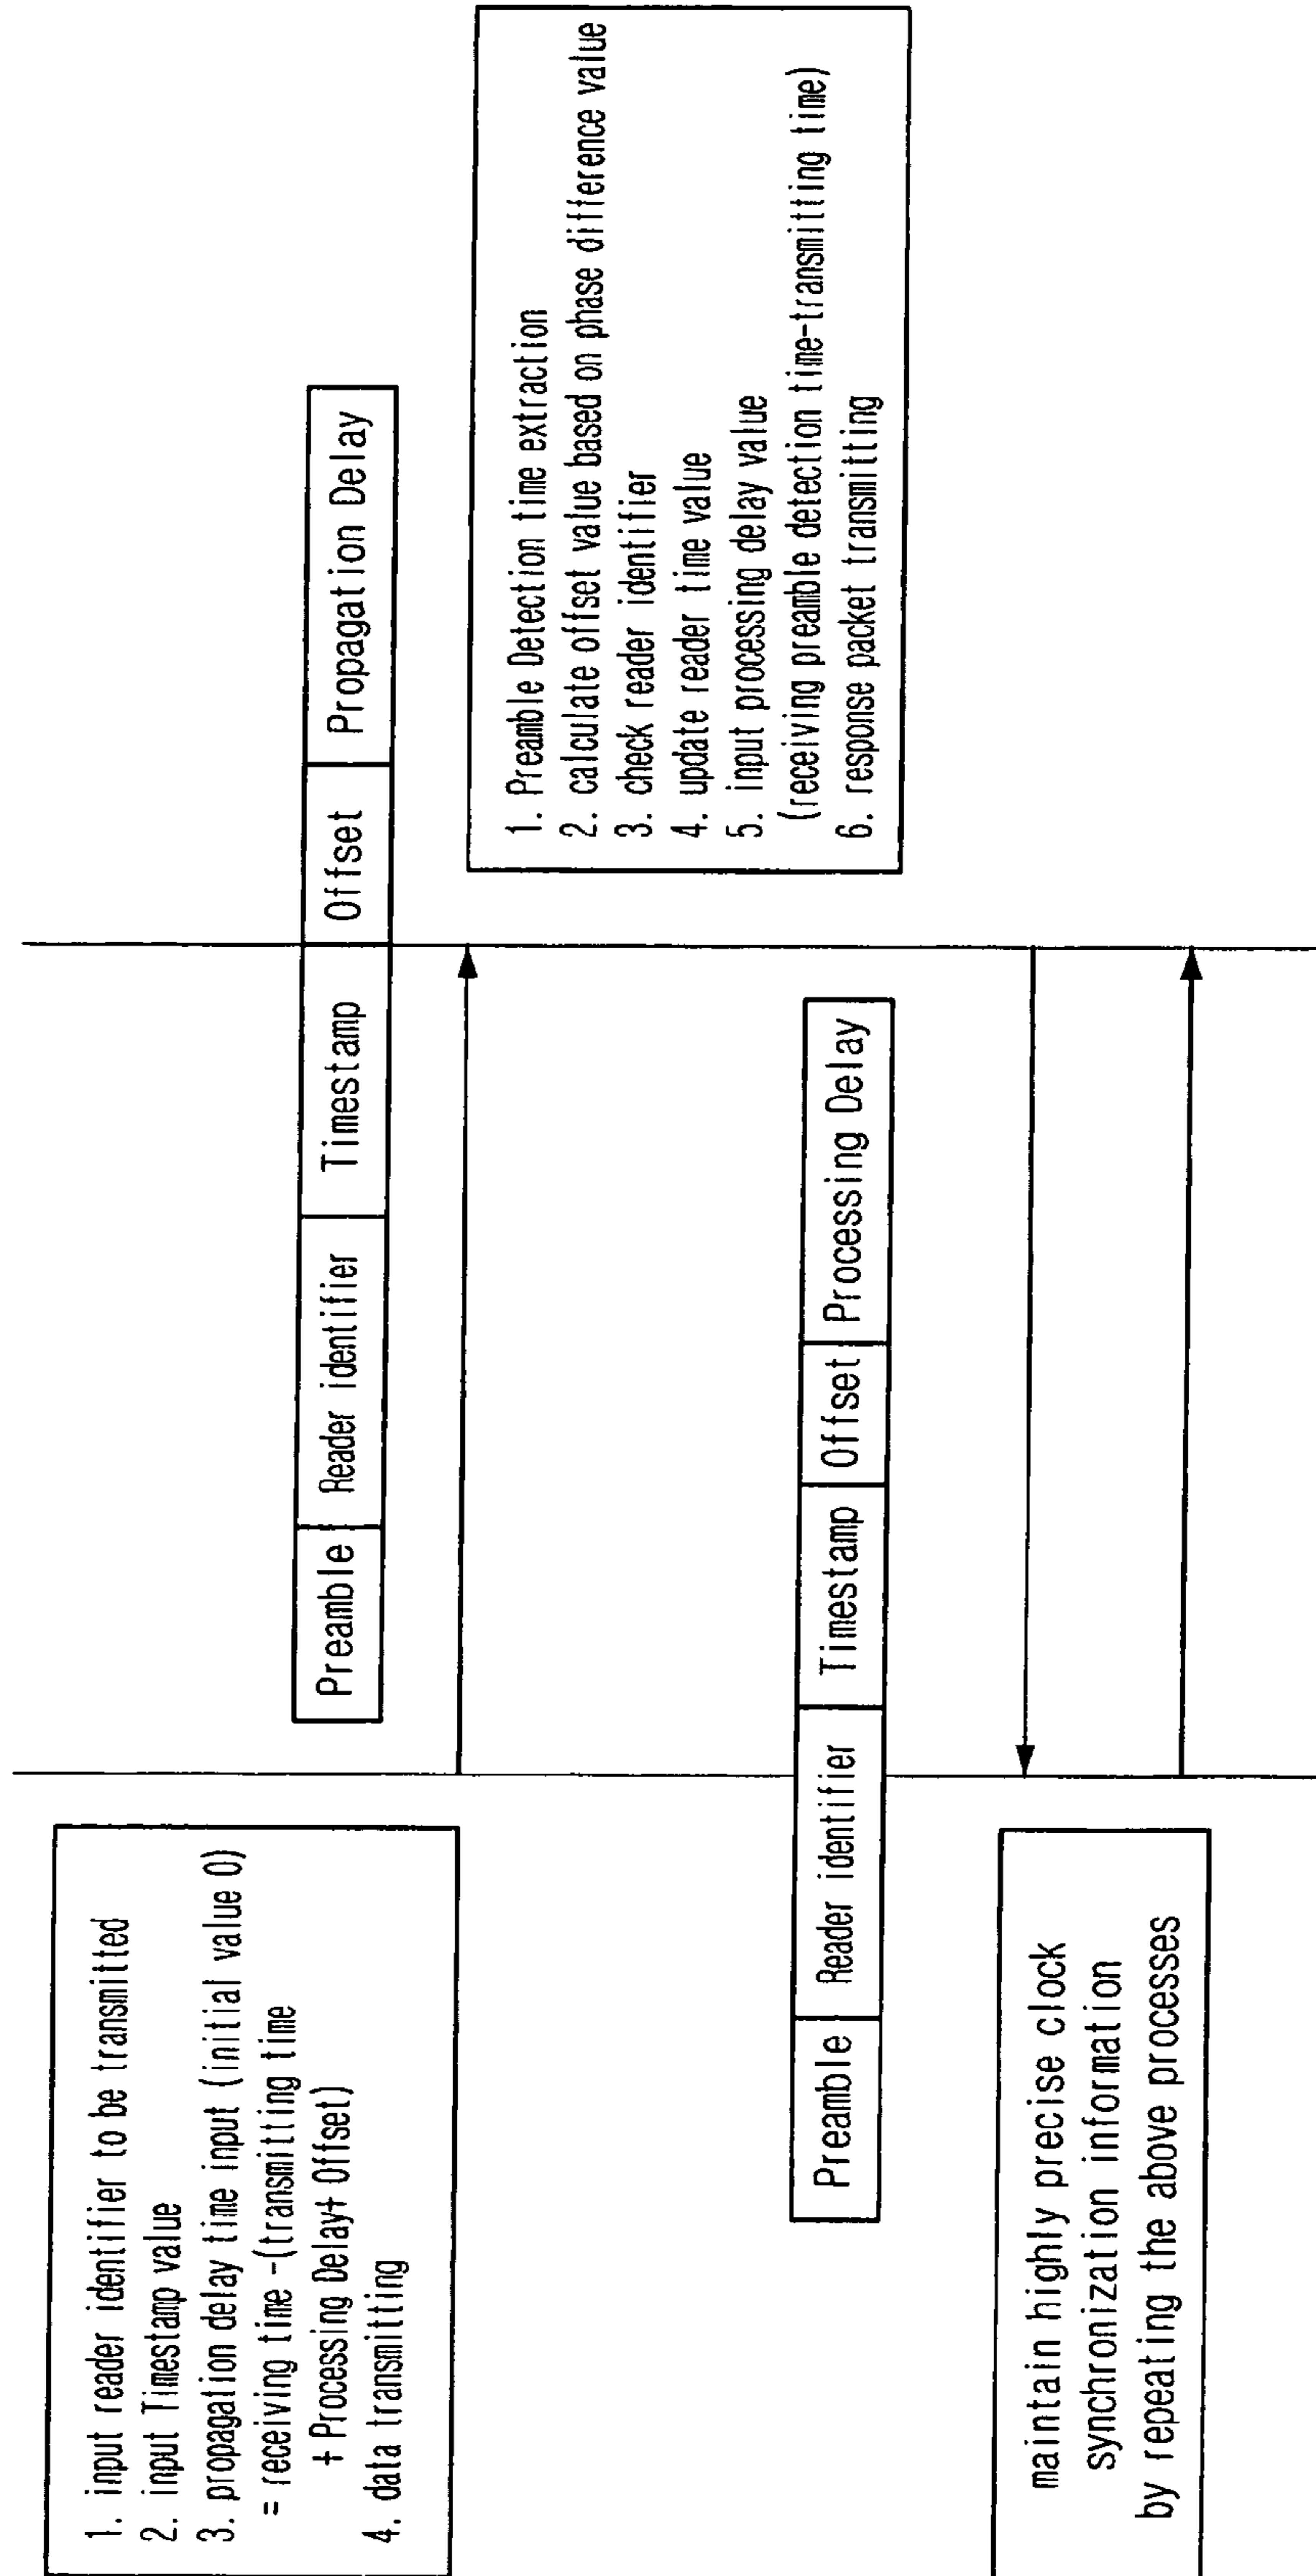 1. input reader identifier to be transmitted
2. input Timestamp value
3. propagation delay time input (initial value 0)
= receiving time -(transmitting time
+ Processing Delay+ Offset)
4. data transmitting
Preamble Reader identifier Timestamp Offset Propagation Delay
1. Preamble Detection time extraction
2. calculate offset value based on phase difference value
3. check reader identifier
4. update reader time value
5. input processing delay value
(receiving preamble detection time-transmitting time)
6. response packet transmitting
Preamble Reader identifier Timestamp Offset Processing Delay
maintain highly precise clock
synchronization information
by repeating the above processes